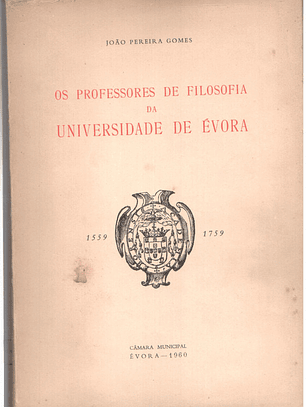 JOÃO PEREIRA GOMES
OS PROFESSORES DE FILOSOFIA
DA
UNIVERSIDADE DE ÉVORA
1559
1759
CÂMARA MUNICIPAL
ÉVORA — 1960